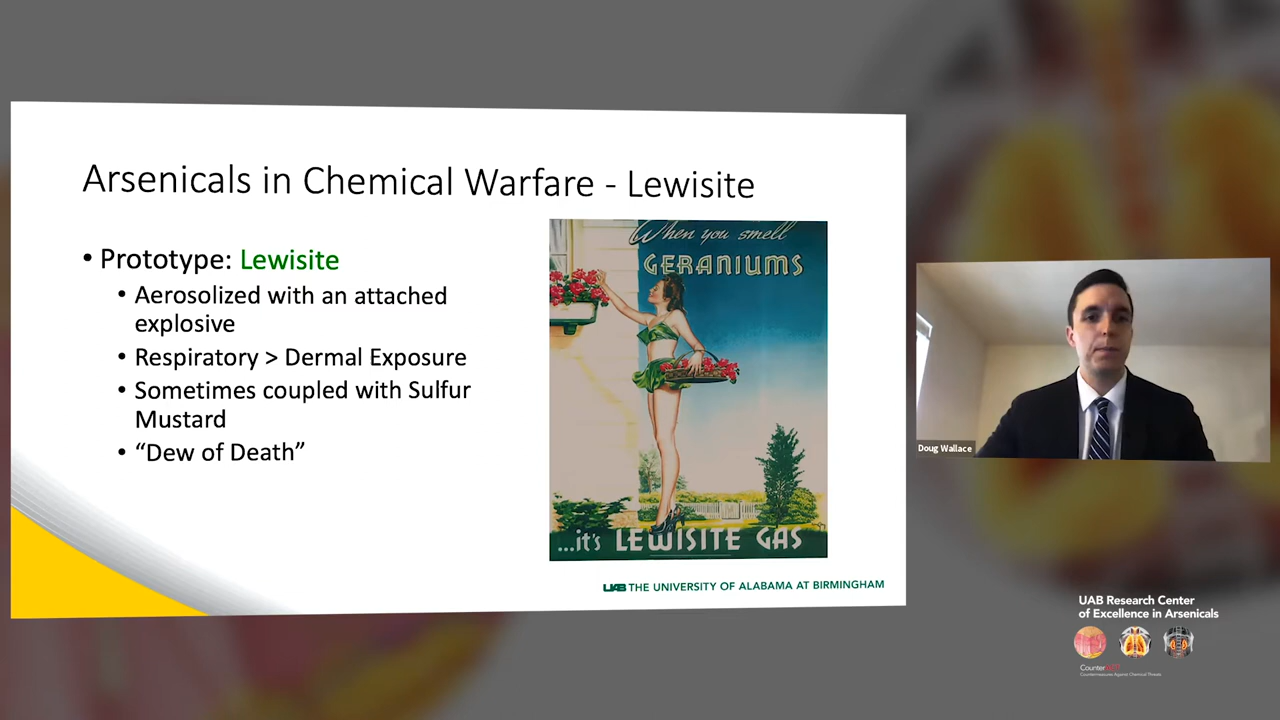 Arsenicals in Chemical Warfare - Lewisite
• Prototype: Lewisite
• Aerosolized with an attached
explosive
• Respiratory > Dermal Exposure
• Sometimes coupled with Sulfur
Mustard
• “Dew of Death”
When you smell
GERANIUMS
...it's LEWISITE GAS
UAB THE UNIVERSITY OF ALABAMA AT BIRMINGHAM
Doug Wallace
UAB Research Center
of Excellence in Arsenicals
Counter
Countermeasures Against Chemical Threats